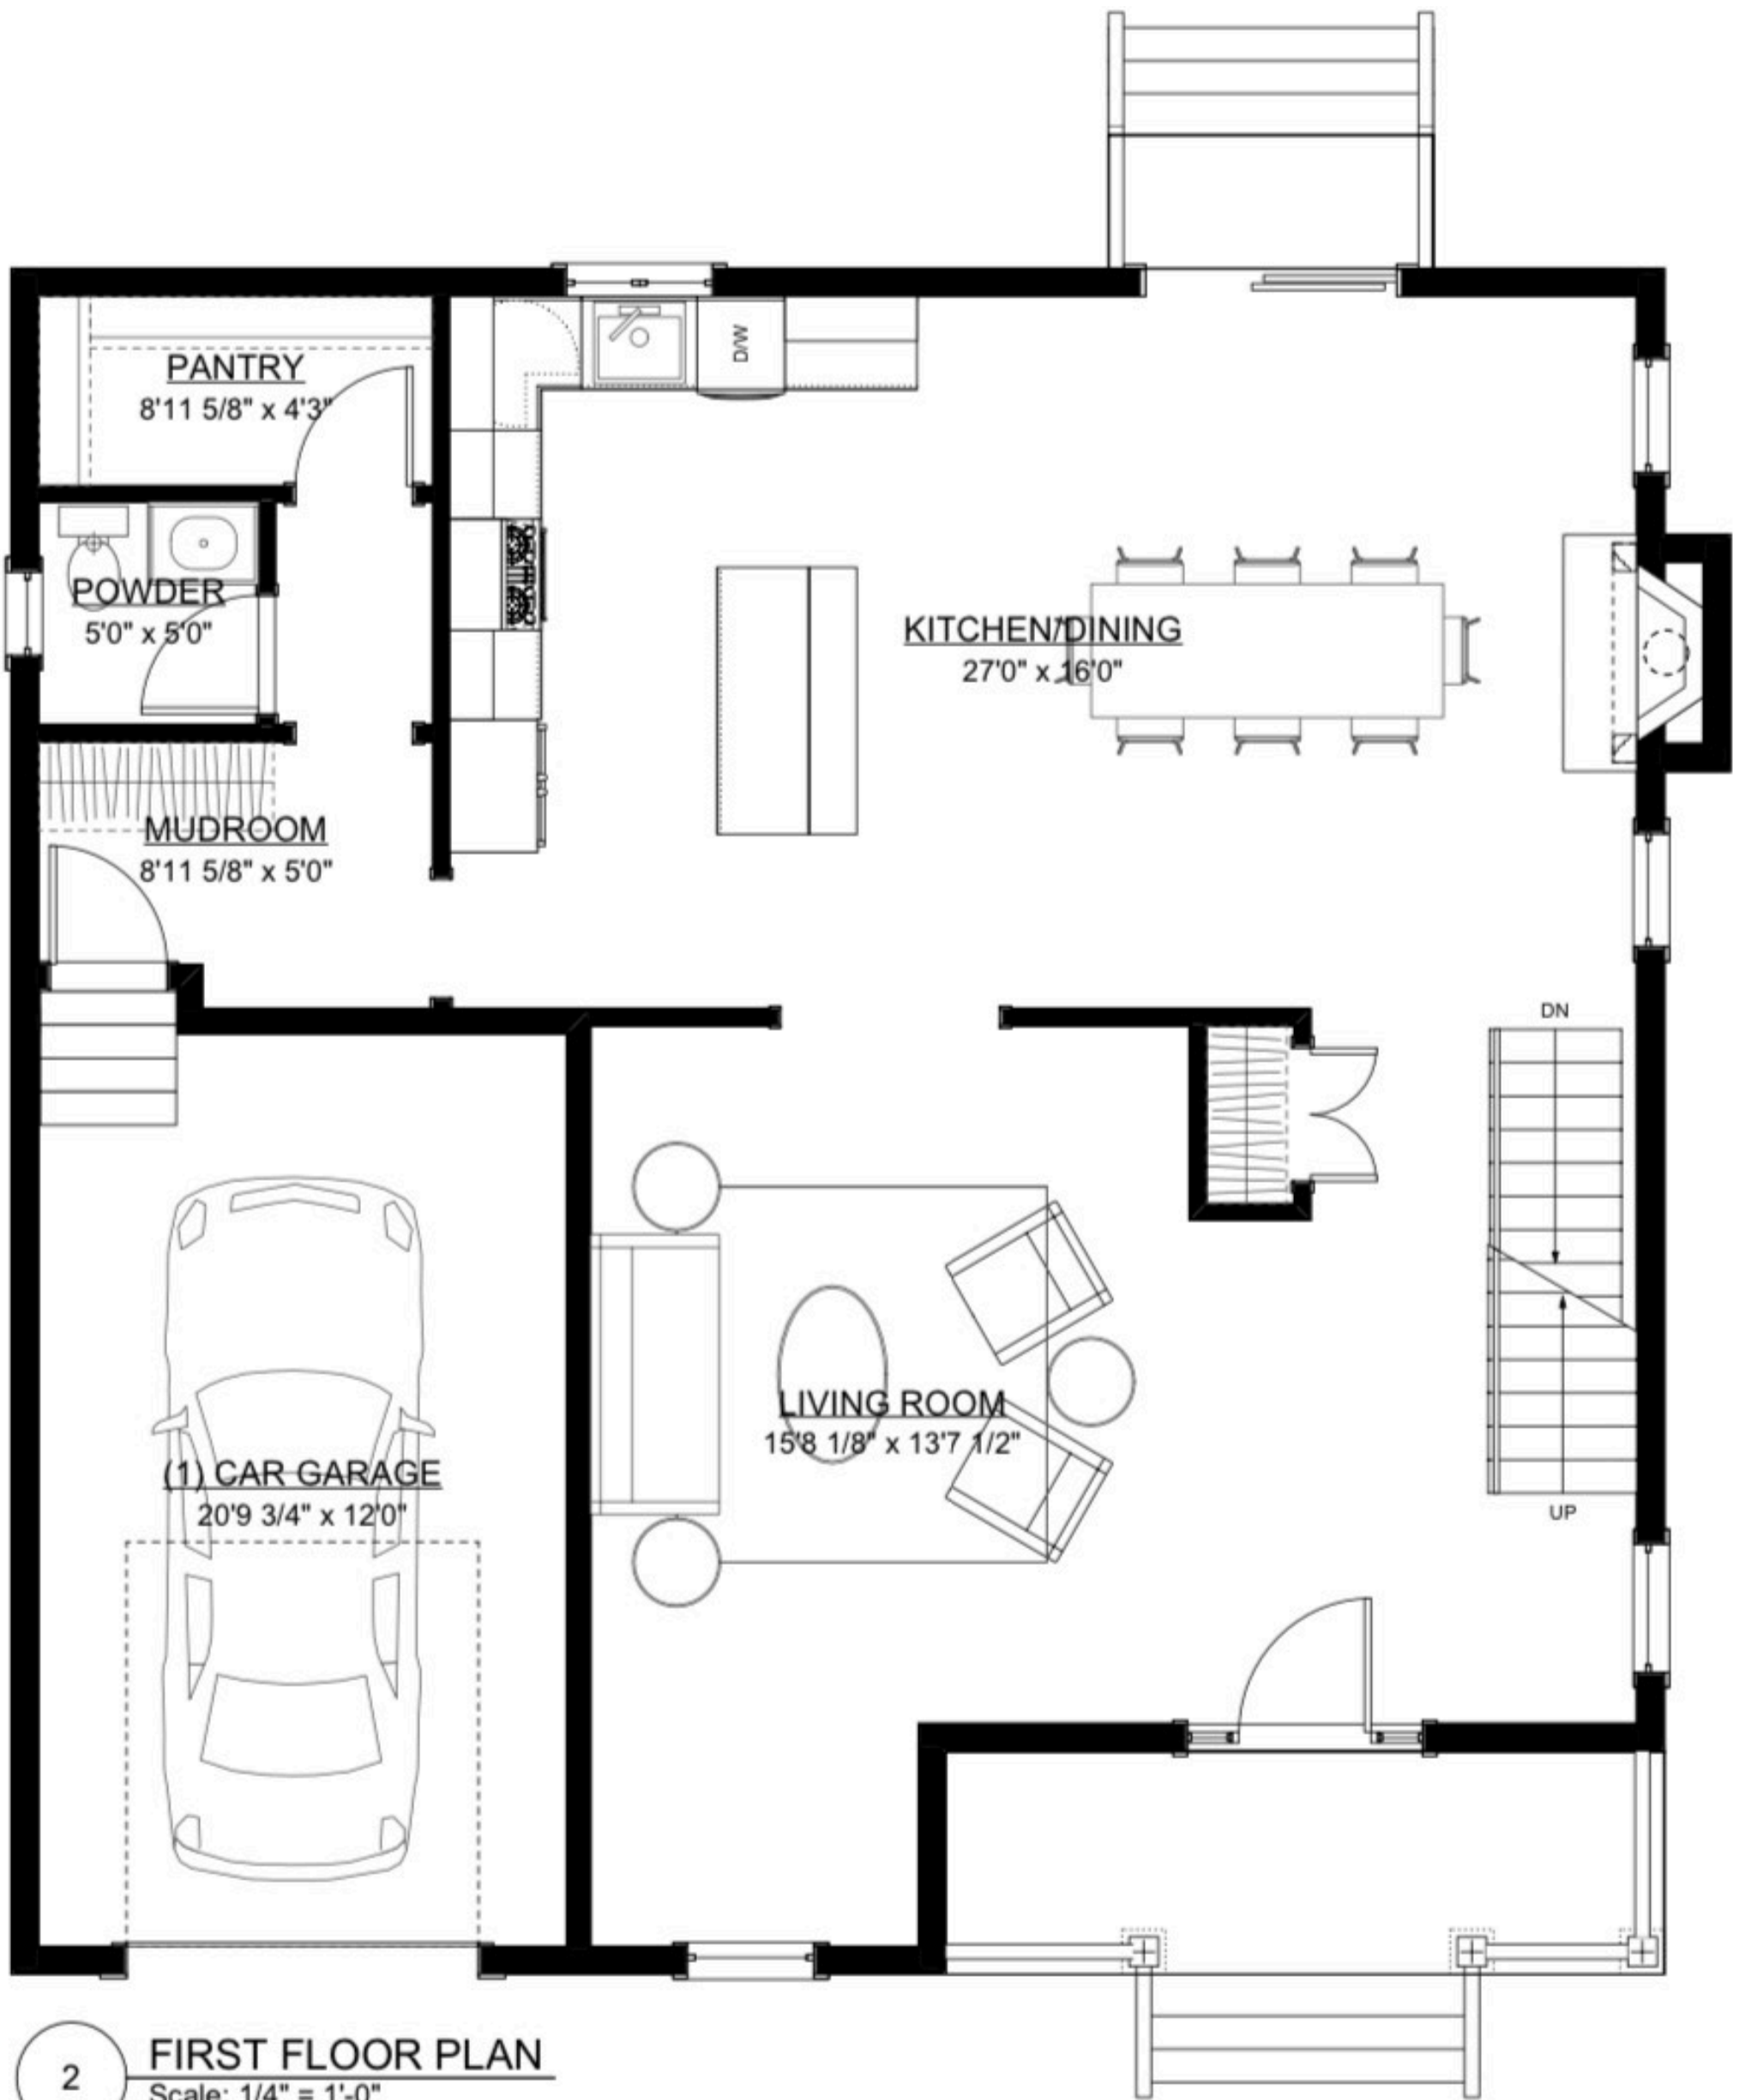 D/W
PANTRY
8'11 5/8" x 4'3"
POWDER
5'0" x 5'0"
KITCHEN/DINING
27'0" x 16'0"
MUDROOM
8'11 5/8" x 5'0"
DN
LIVING ROOM
15'8 1/8" x 13'7 1/2"
(1) CAR GARAGE
20'9 3/4" x 12'0"
UP
2
FIRST FLOOR PLAN
Scale: 1/4" = 1'-0"